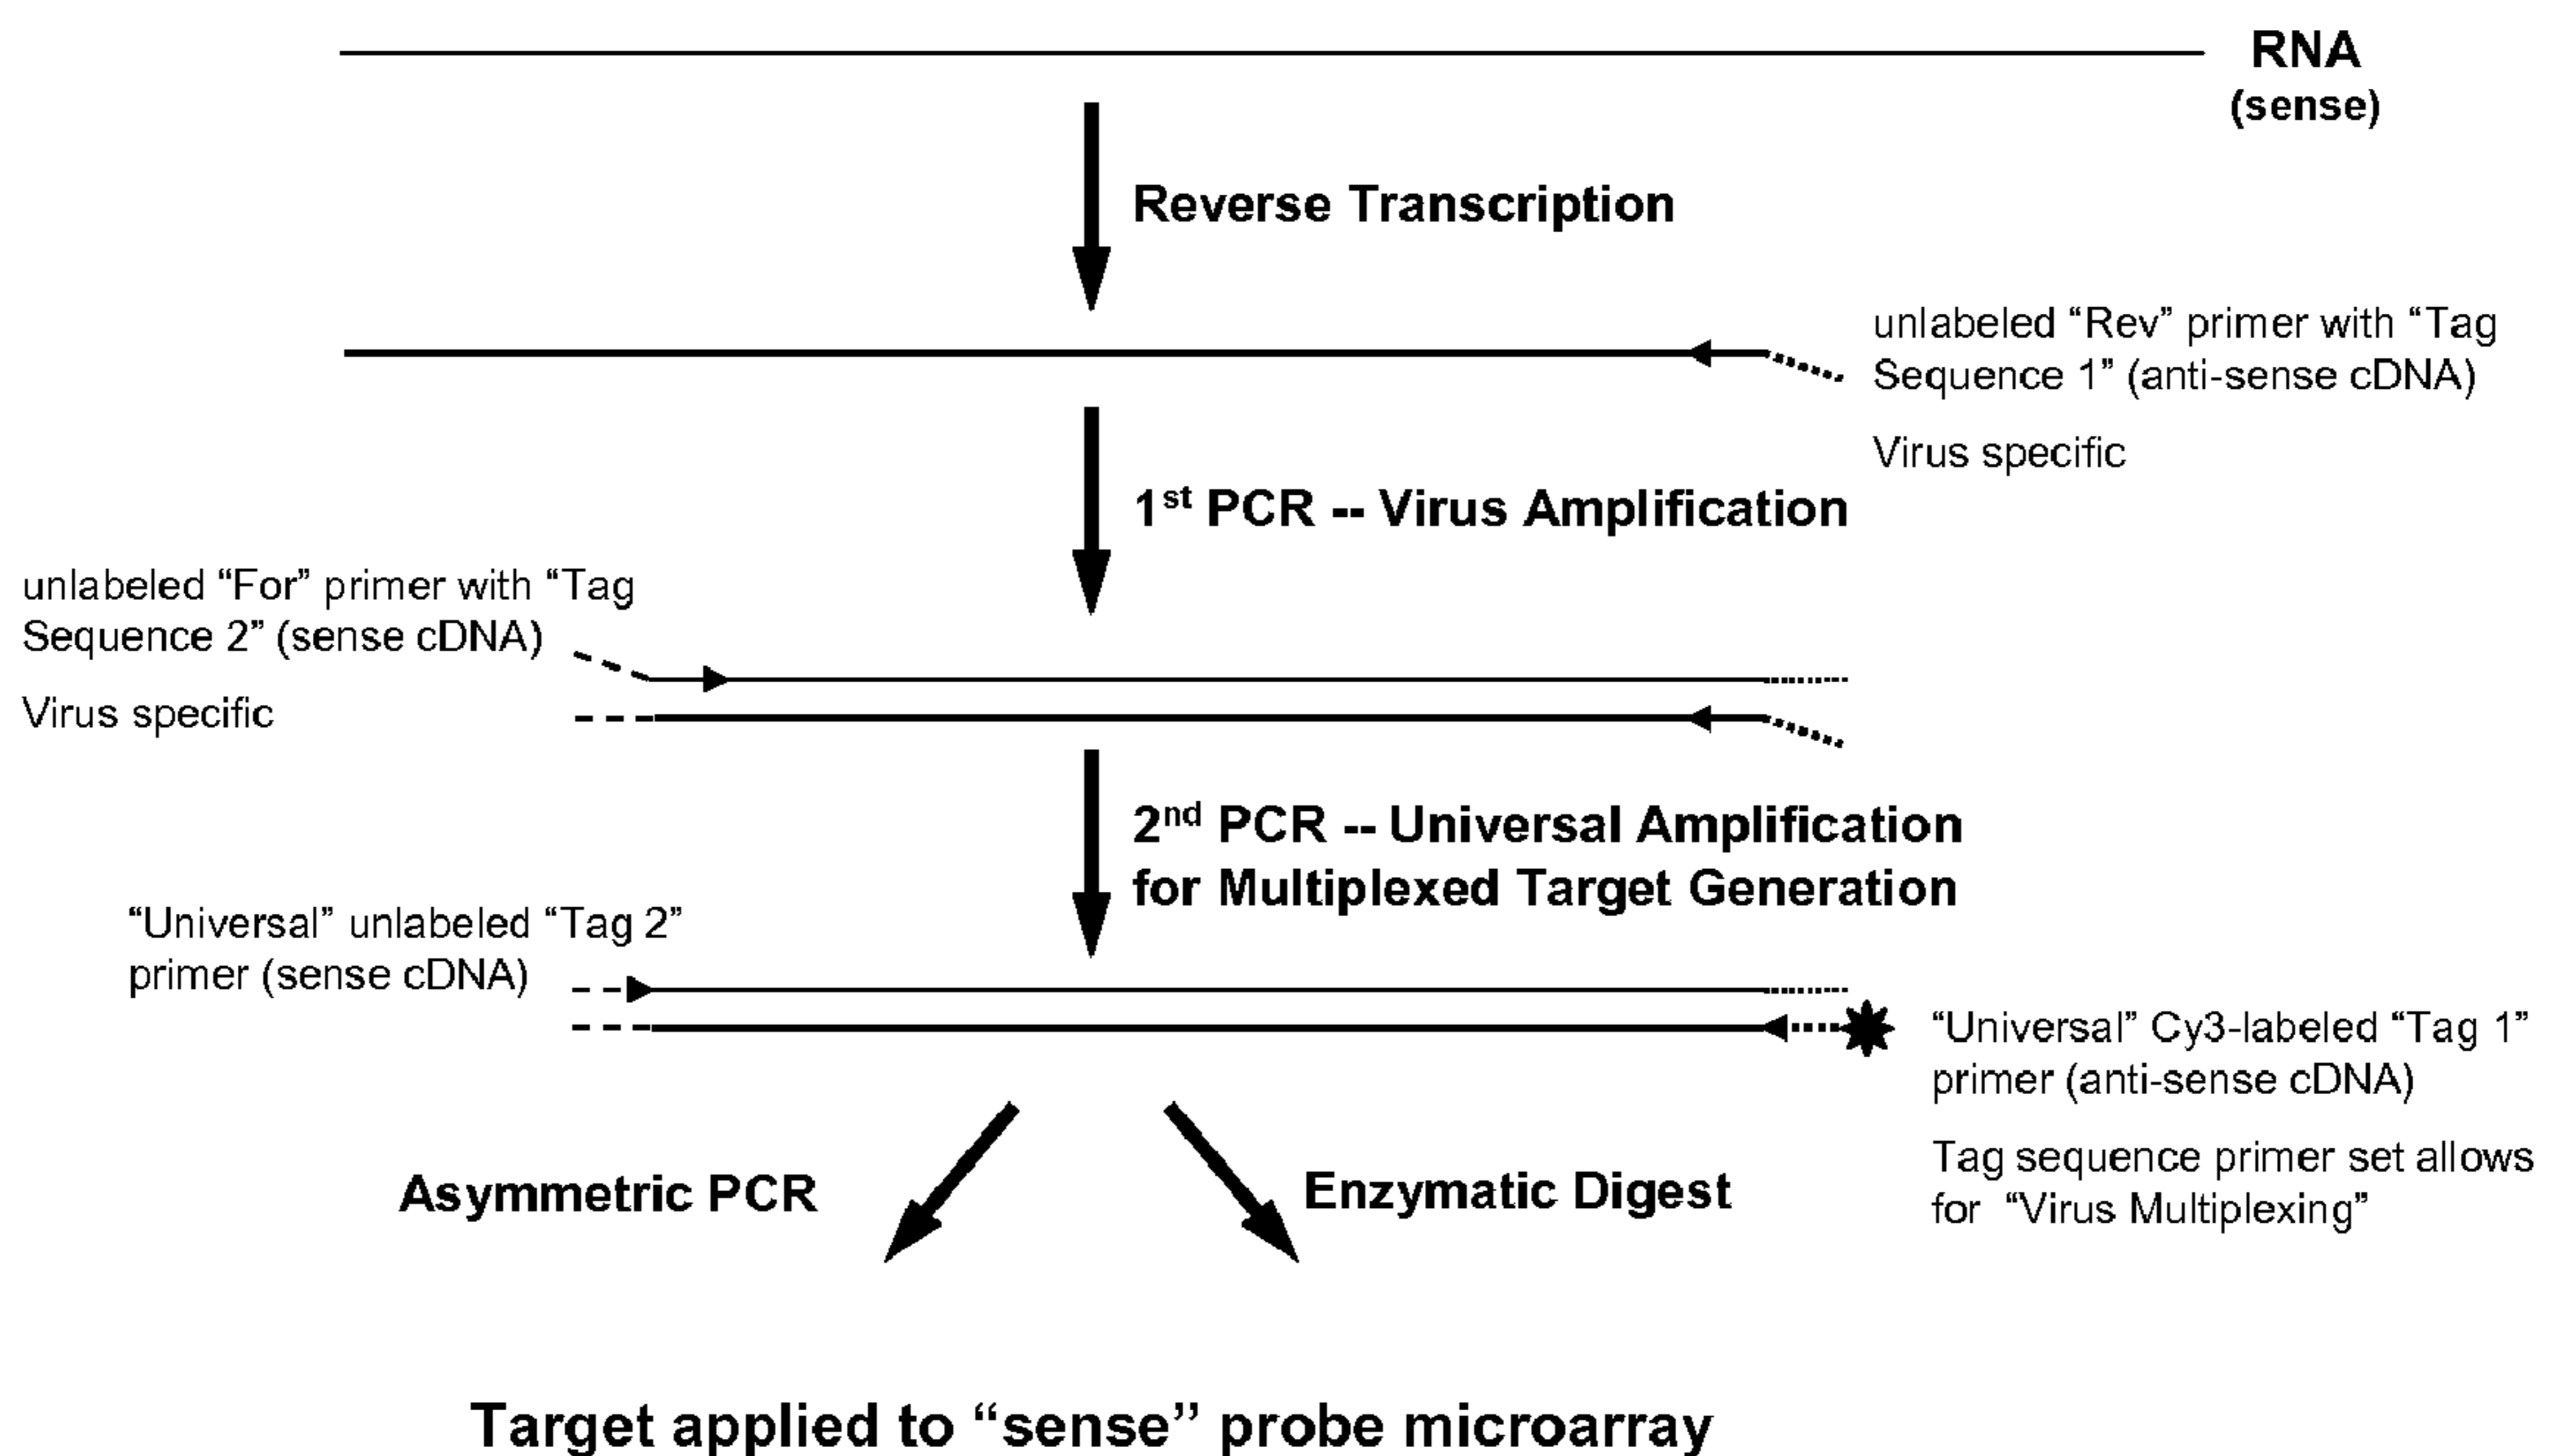 RNA
(sense)
Reverse Transcription
unlabeled “Rev” primer with “Tag
Sequence 1” (anti-sense cDNA)
Virus specific
1st PCR -- Virus Amplification
unlabeled “For” primer with “Tag
Sequence 2” (sense cDNA)
Virus specific
2nd PCR -- Universal Amplification
for Multiplexed Target Generation
“Universal” unlabeled “Tag 2”
primer (sense cDNA)
“Universal” Cy3-labeled “Tag 1”
primer (anti-sense cDNA)
Tag sequence primer set allows
for “Virus Multiplexing”
Asymmetric PCR
Enzymatic Digest
Target applied to “sense” probe microarray